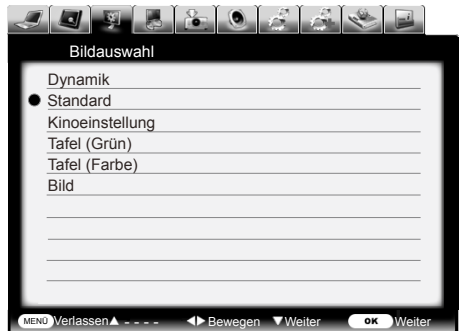 Bildauswahl
Dynamik
Standard
Kinoeinstellung
Tafel (Grün)
Tafel (Farbe)
Bild
MENÜ Verlassen ▲ - - - - ◀▶ Bewegen ▼ Weiter OK Weiter